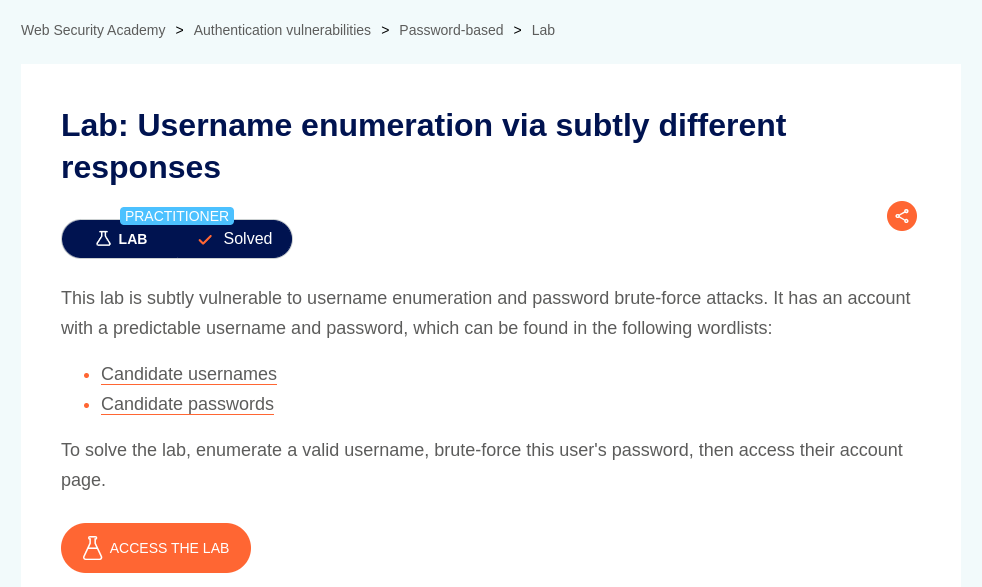 Web Security Academy > Authentication vulnerabilities > Password-based > Lab
Lab: Username enumeration via subtly different
responses
PRACTITIONER
LAB Solved
This lab is subtly vulnerable to username enumeration and password brute-force attacks. It has an account
with a predictable username and password, which can be found in the following wordlists:
• Candidate usernames
• Candidate passwords
To solve the lab, enumerate a valid username, brute-force this user's password, then access their account
page.
ACCESS THE LAB